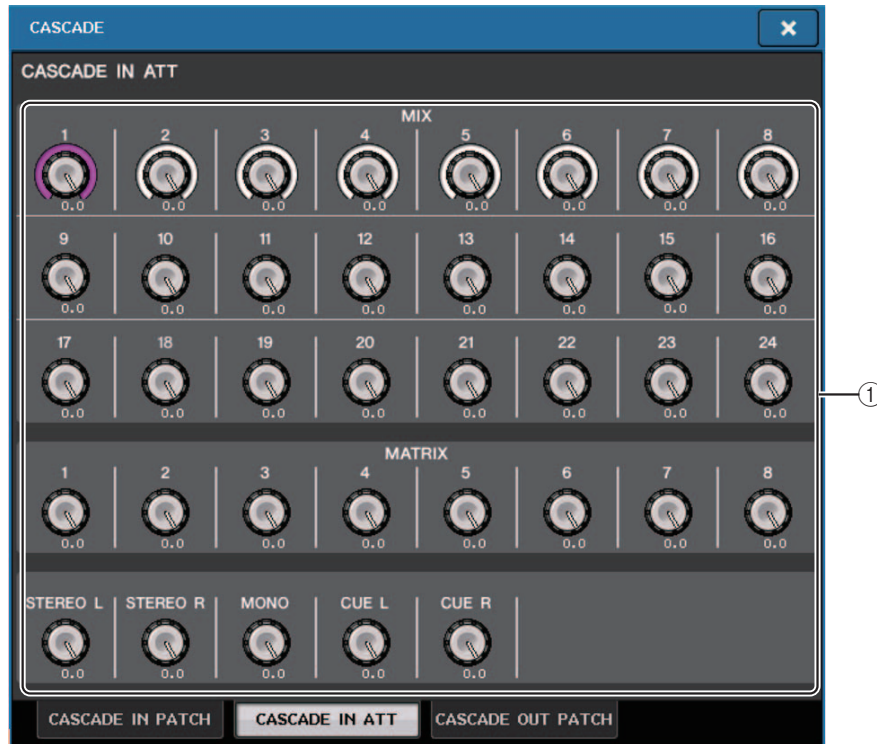 CASCADE
CASCADE IN ATT
MIX
1 2 3 4 5 6 7 8
0.0 0.0 0.0 0.0 0.0 0.0 0.0 0.0
9 10 11 12 13 14 15 16
0.0 0.0 0.0 0.0 0.0 0.0 0.0 0.0
17 18 19 20 21 22 23 24
0.0 0.0 0.0 0.0 0.0 0.0 0.0 0.0
①
MATRIX
1 2 3 4 5 6 7 8
0.0 0.0 0.0 0.0 0.0 0.0 0.0 0.0
STEREO L STEREO R MONO CUE L CUE R
0.0 0.0 0.0 0.0 0.0
CASCADE IN PATCH CASCADE IN ATT CASCADE OUT PATCH